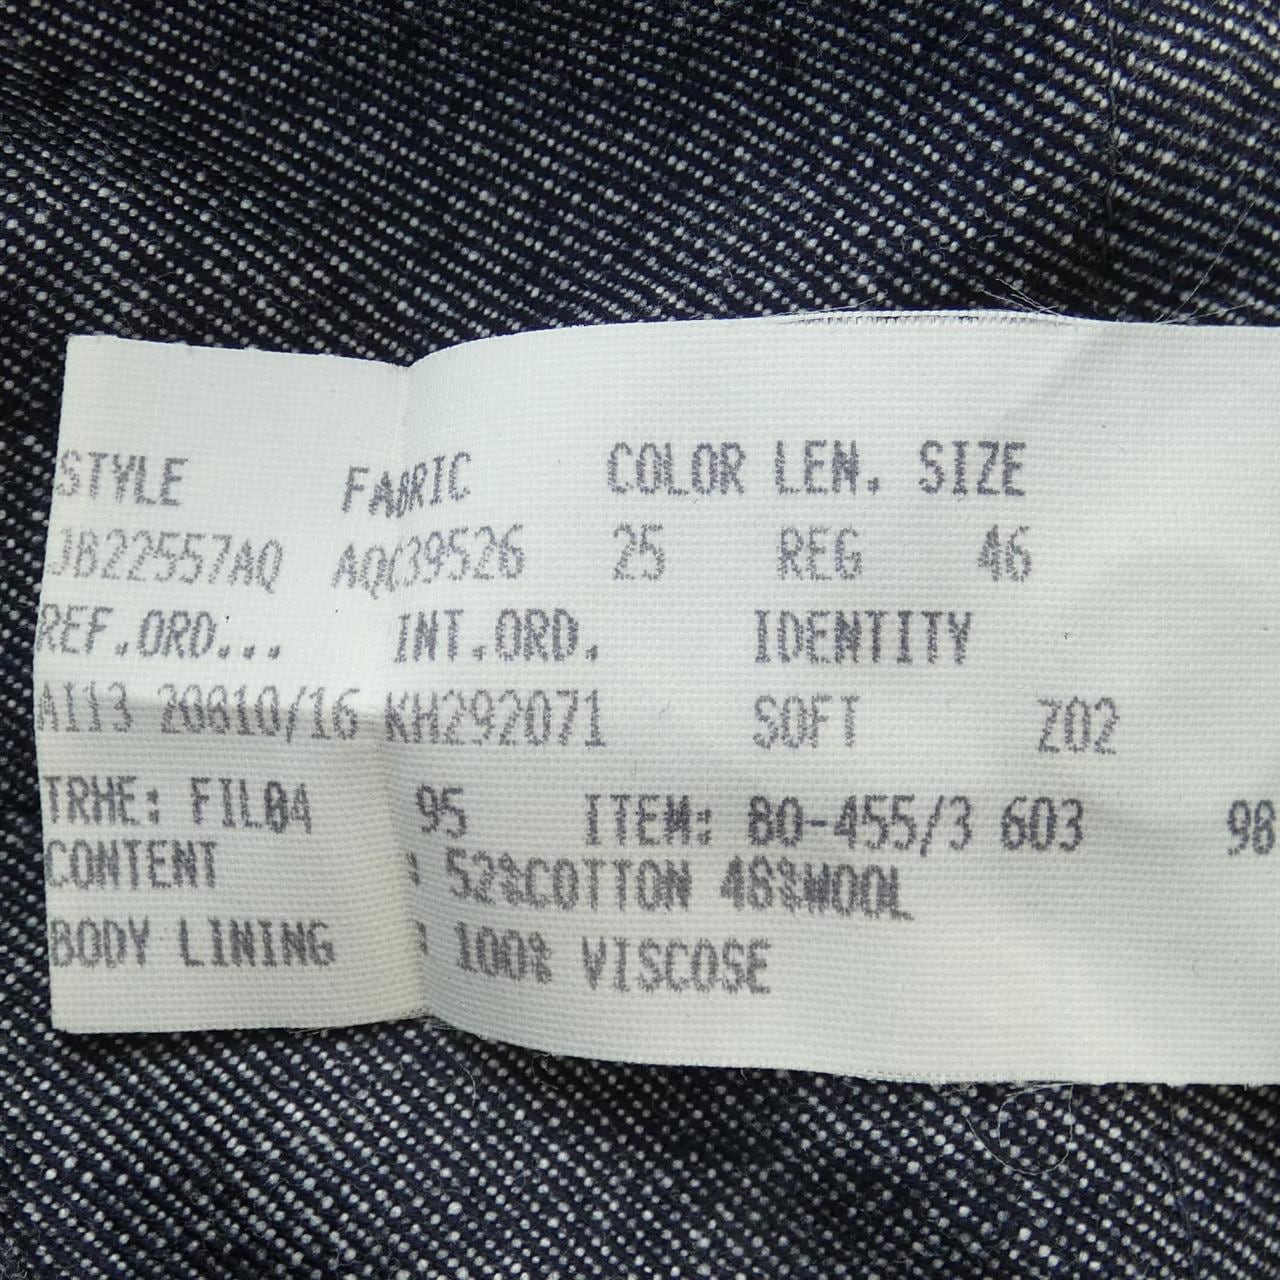 STYLE FABRIC COLOR LEN. SIZE
JB22557AQ AQC39526 25 REG 46
REF.ORD... INT.ORD. IDENTITY
AI13 20810/16 KH292071 SOFT Z02
TRHE: FIL04 95 ITEM: 80-455/3 603 98
CONTENT : 52%COTTON 48%WOOL
BODY LINING : 100% VISCOSE